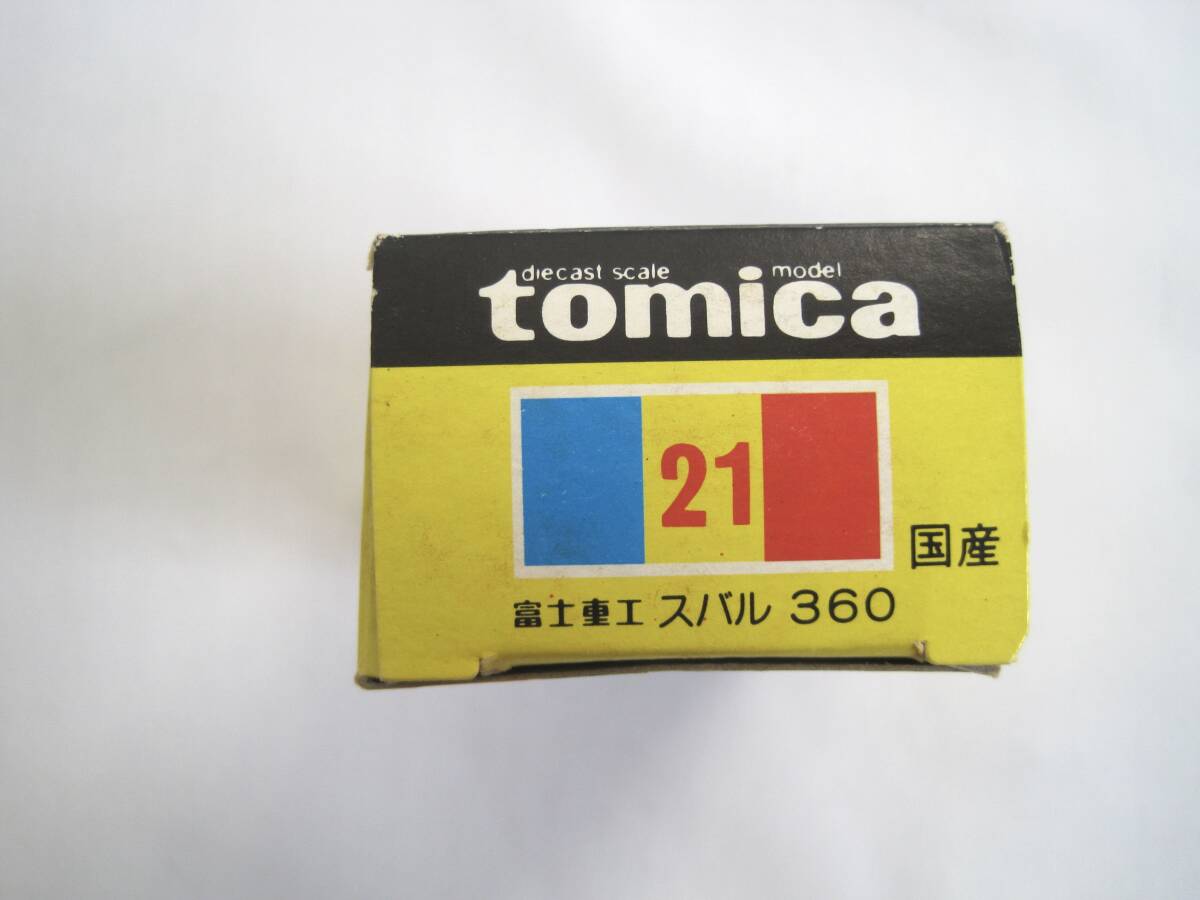 diecast scale model
tomica
21
国産
富士重工 スバル 360